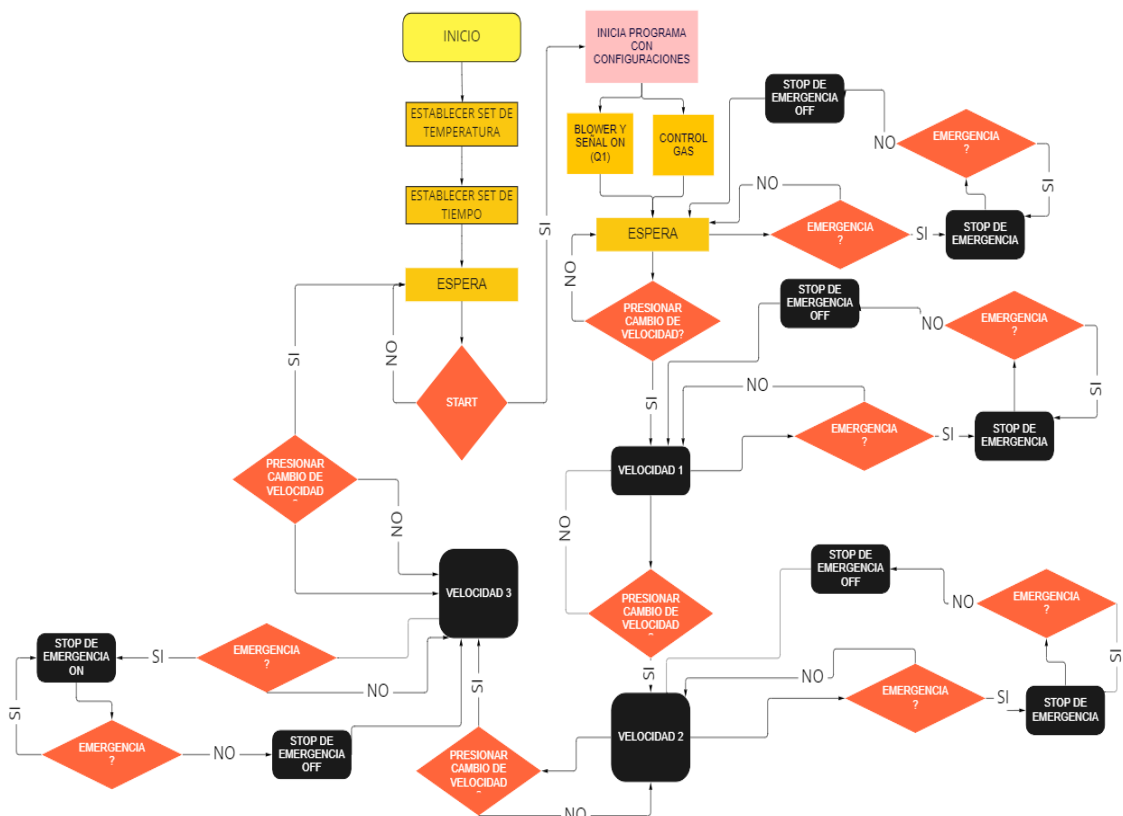 INICIO
ESTABLECER SET DE
TEMPERATURA
ESTABLECER SET DE
TIEMPO
ESPERA
START
NO
SI
SI
INICIA PROGRAMA
CON
CONFIGURACIONES
BLOWER Y
SEÑAL ON
(Q1)
CONTROL
GAS
ESPERA
NO
PRESIONAR
CAMBIO DE
VELOCIDAD?
SI
EMERGENCIA
?
NO
SI
STOP DE
EMERGENCIA
EMERGENCIA
?
SI
NO
STOP DE
EMERGENCIA
OFF
VELOCIDAD 1
EMERGENCIA
?
NO
SI
STOP DE
EMERGENCIA
EMERGENCIA
?
SI
NO
STOP DE
EMERGENCIA
OFF
NO
PRESIONAR
CAMBIO DE
VELOCIDAD
SI
VELOCIDAD 2
EMERGENCIA
?
NO
SI
STOP DE
EMERGENCIA
EMERGENCIA
?
SI
NO
STOP DE
EMERGENCIA
OFF
PRESIONAR
CAMBIO DE
VELOCIDAD
NO
SI
VELOCIDAD 3
PRESIONAR
CAMBIO DE
VELOCIDAD
NO
EMERGENCIA
?
NO
SI
STOP DE
EMERGENCIA
ON
EMERGENCIA
?
SI
NO
STOP DE
EMERGENCIA
OFF